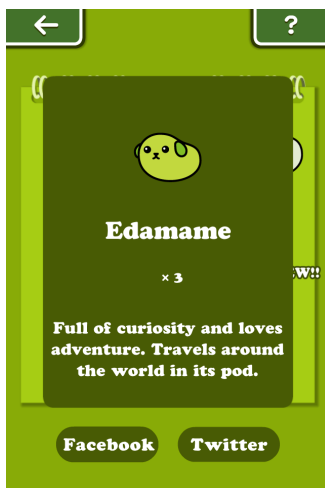 ?
Edamame
× 3
W!!
Full of curiosity and loves
adventure. Travels around
the world in its pod.
Facebook
Twitter